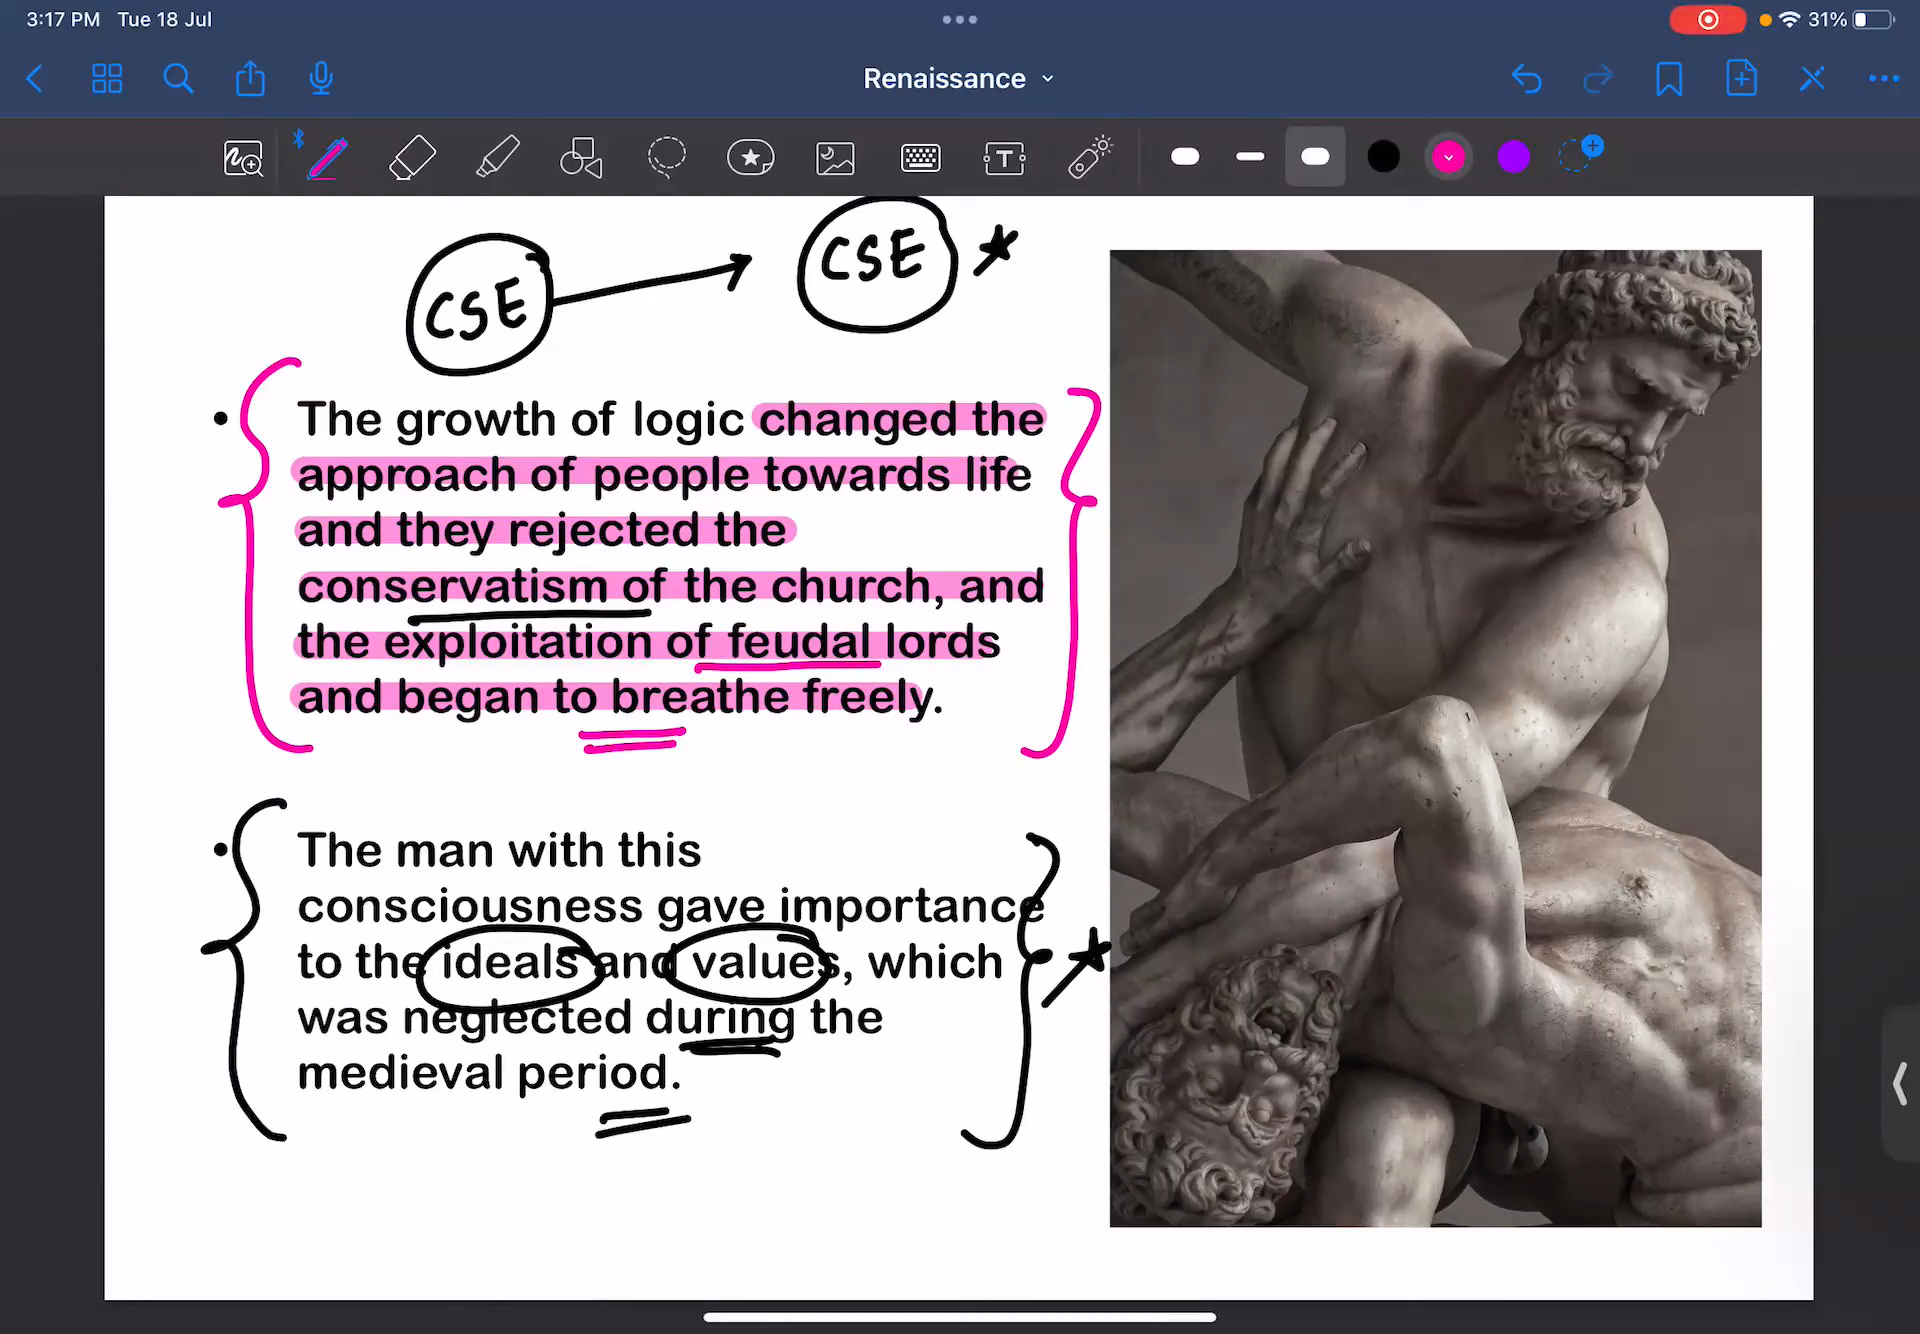 3:17 PM Tue 18 Jul
31%
Renaissance
T
CSE
CSE
• The growth of logic changed the
approach of people towards life
and they rejected the
conservatism of the church, and
the exploitation of feudal lords
and began to breathe freely.
• The man with this
consciousness gave importance
to the ideals and values, which
was neglected during the
medieval period.